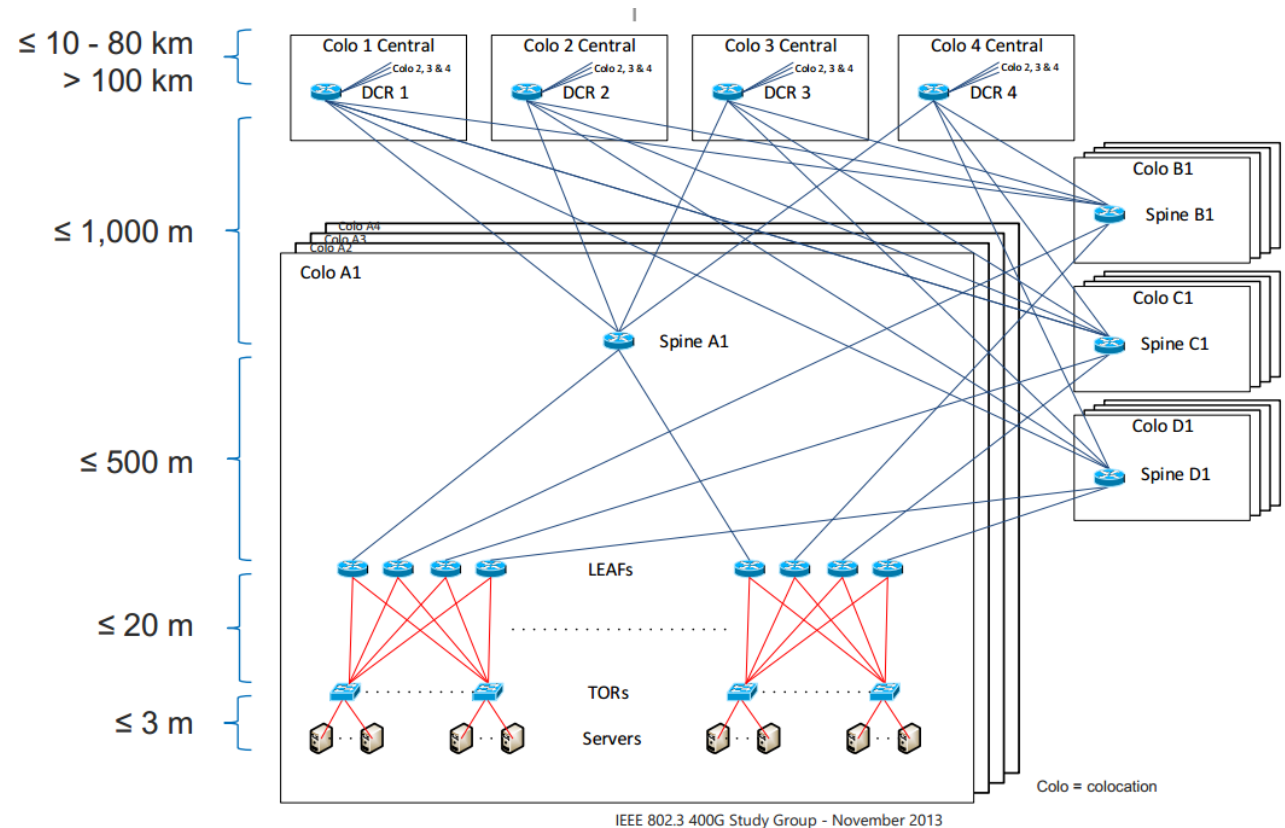 ≤ 10 - 80 km
> 100 km
Colo 1 Central
Colo 2, 3 & 4
DCR 1
Colo 2 Central
Colo 2, 3 & 4
DCR 2
Colo 3 Central
Colo 2, 3 & 4
DCR 3
Colo 4 Central
Colo 2, 3 & 4
DCR 4
≤ 1,000 m
Colo B1
Spine B1
Colo A4
Colo A3
Colo A2
Colo A1
Colo C1
Spine C1
Spine A1
Colo D1
Spine D1
≤ 500 m
LEAFs
≤ 20 m
TORs
≤ 3 m
Servers
Colo = colocation
IEEE 802.3 400G Study Group - November 2013